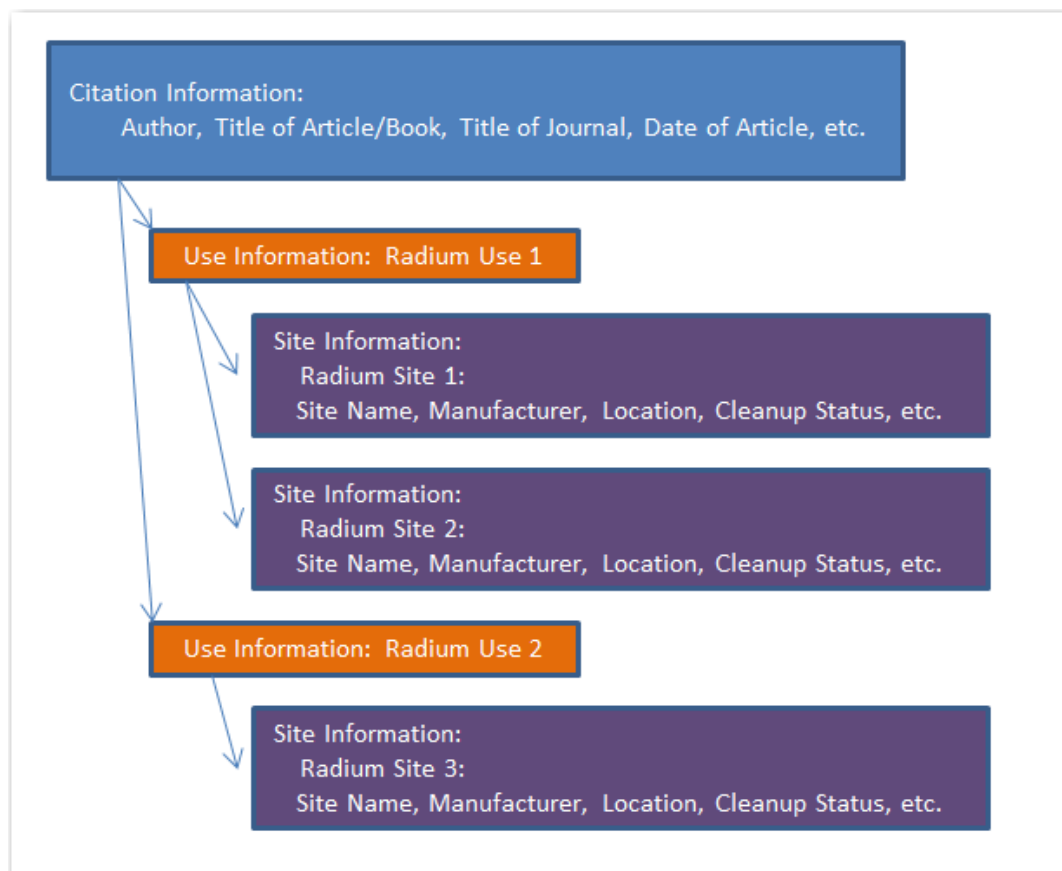 Citation Information:
Author, Title of Article/Book, Title of Journal, Date of Article, etc.
Use Information: Radium Use 1
Site Information:
Radium Site 1:
Site Name, Manufacturer, Location, Cleanup Status, etc.
Site Information:
Radium Site 2:
Site Name, Manufacturer, Location, Cleanup Status, etc.
Use Information: Radium Use 2
Site Information:
Radium Site 3:
Site Name, Manufacturer, Location, Cleanup Status, etc.